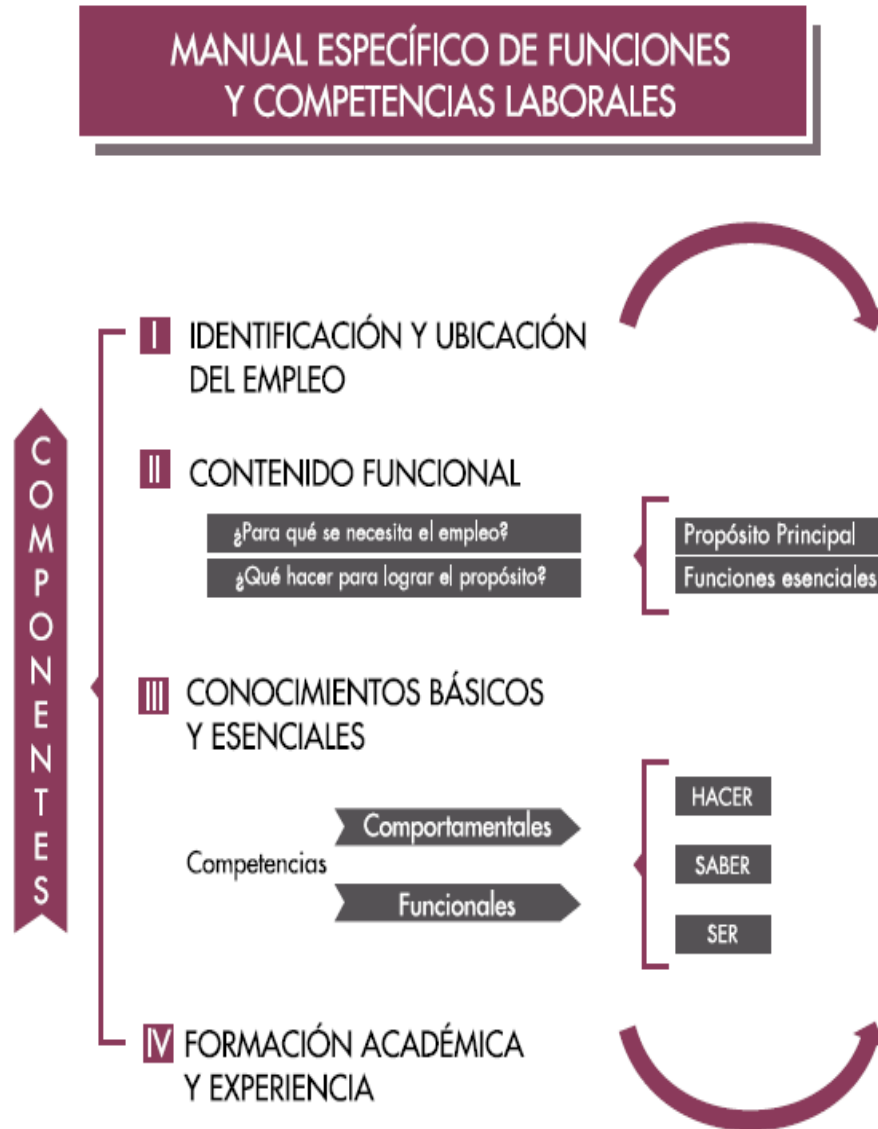 MANUAL ESPECÍFICO DE FUNCIONES
Y COMPETENCIAS LABORALES
COMPONENTES
I IDENTIFICACIÓN Y UBICACIÓN
DEL EMPLEO
II CONTENIDO FUNCIONAL
¿Para qué se necesita el empleo?
¿Qué hacer para lograr el propósito?
Propósito Principal
Funciones esenciales
III CONOCIMIENTOS BÁSICOS
Y ESENCIALES
Competencias
Comportamentales
Funcionales
HACER
SABER
SER
IV FORMACIÓN ACADÉMICA
Y EXPERIENCIA